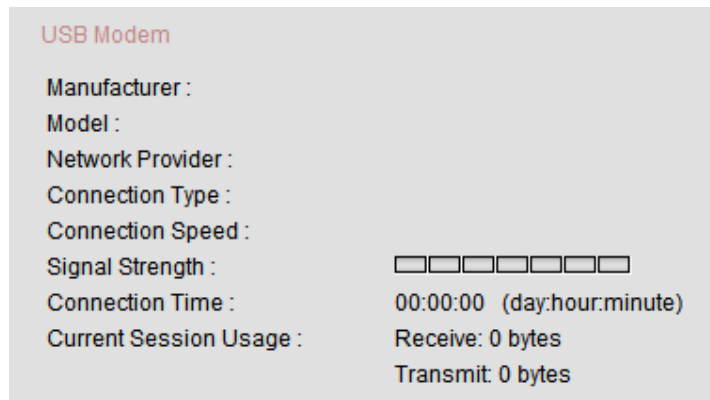 USB Modem
Manufacturer :
Model :
Network Provider :
Connection Type :
Connection Speed :
Signal Strength :
Connection Time : 00:00:00 (day:hour:minute)
Current Session Usage : Receive: 0 bytes
Transmit: 0 bytes